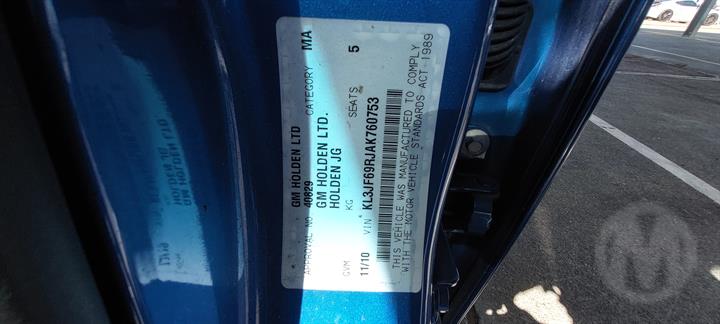 GM HOLDEN LTD
APPROVAL NO 40829 CATEGORY MA
GM HOLDEN LTD.
HOLDEN JG
GVM KG SEATS 5
11/10 VIN * KL3JF69RJAK760753
THIS VEHICLE WAS MANUFACTURED TO COMPLY
WITH THE MOTOR VEHICLE STANDARDS ACT 1989